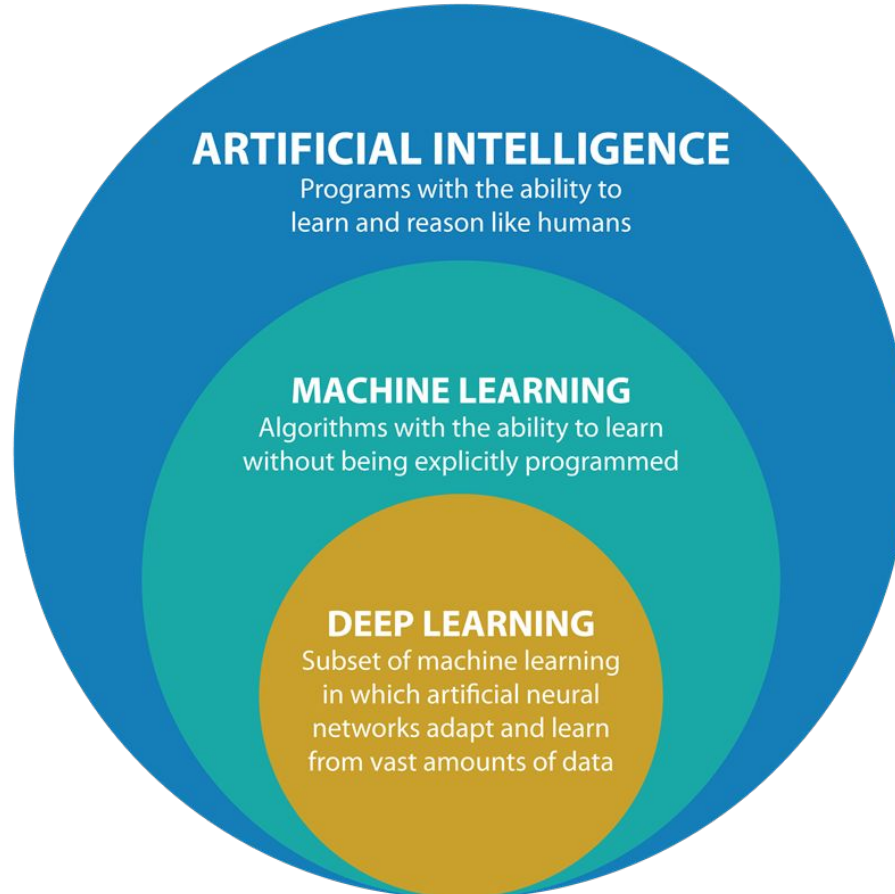 ARTIFICIAL INTELLIGENCE
Programs with the ability to
learn and reason like humans
MACHINE LEARNING
Algorithms with the ability to learn
without being explicitly programmed
DEEP LEARNING
Subset of machine learning
in which artificial neural
networks adapt and learn
from vast amounts of data